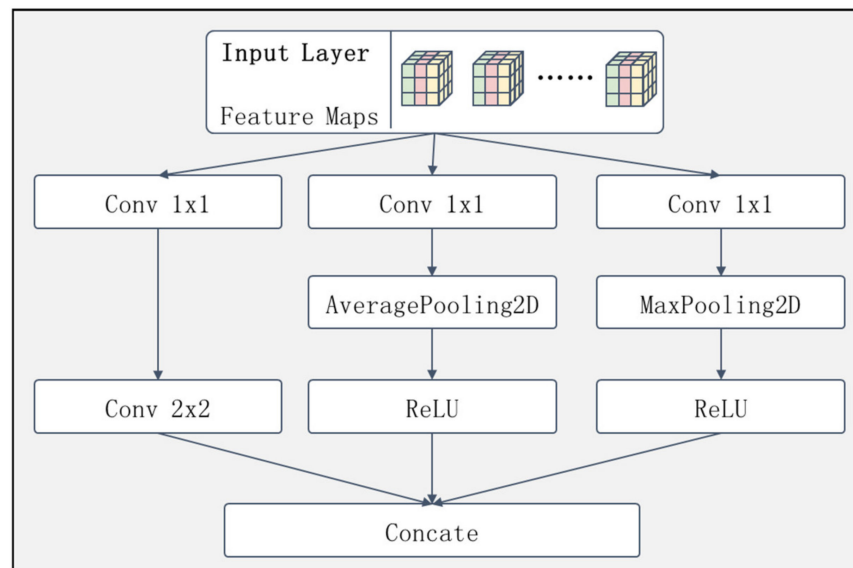 Input Layer
Feature Maps
......
Conv 1x1
Conv 1x1
Conv 1x1
AveragePooling2D
MaxPooling2D
Conv 2x2
ReLU
ReLU
Concate